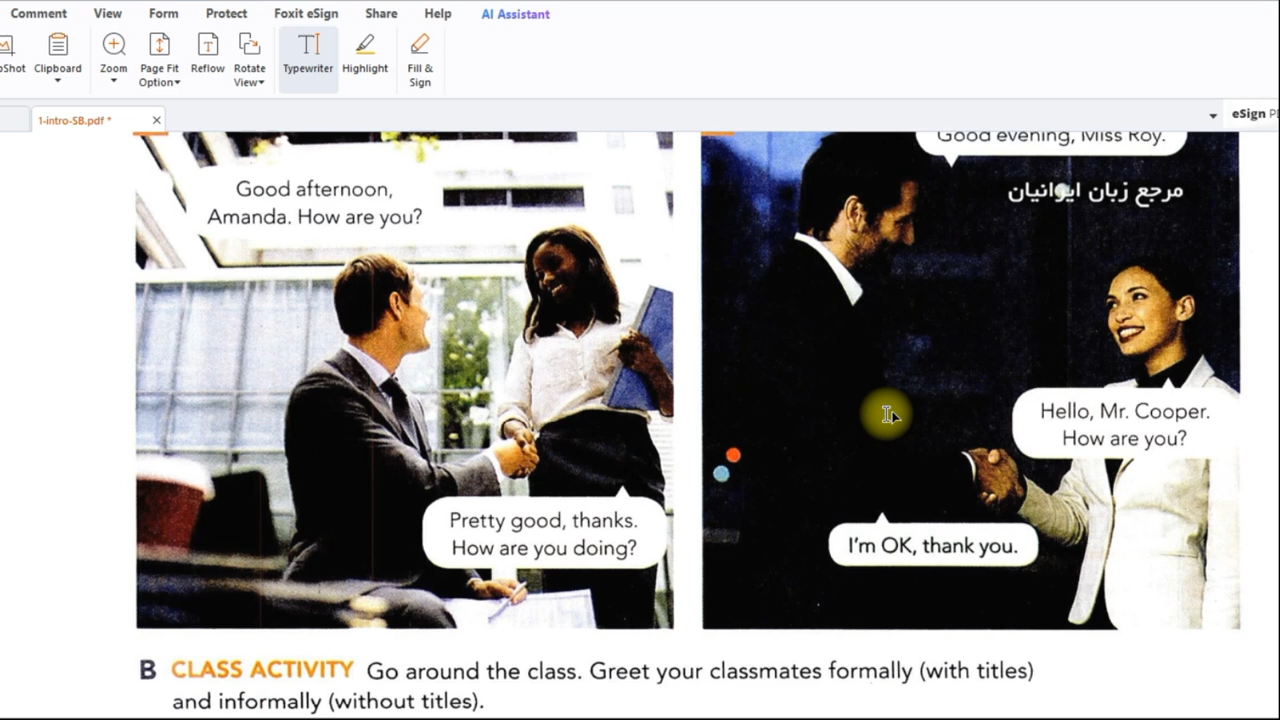 Comment View Form Protect Foxit eSign Share Help AI Assistant
Clipboard Zoom Page Fit Option Reflow Rotate View Typewriter Highlight Fill & Sign
1-intro-SB.pdf *
eSign
Good afternoon,
Amanda. How are you?
Pretty good, thanks.
How are you doing?
Good evening, Miss Roy.
مرجع زبان ایرانیان
Hello, Mr. Cooper.
How are you?
I'm OK, thank you.
B CLASS ACTIVITY Go around the class. Greet your classmates formally (with titles)
and informally (without titles).